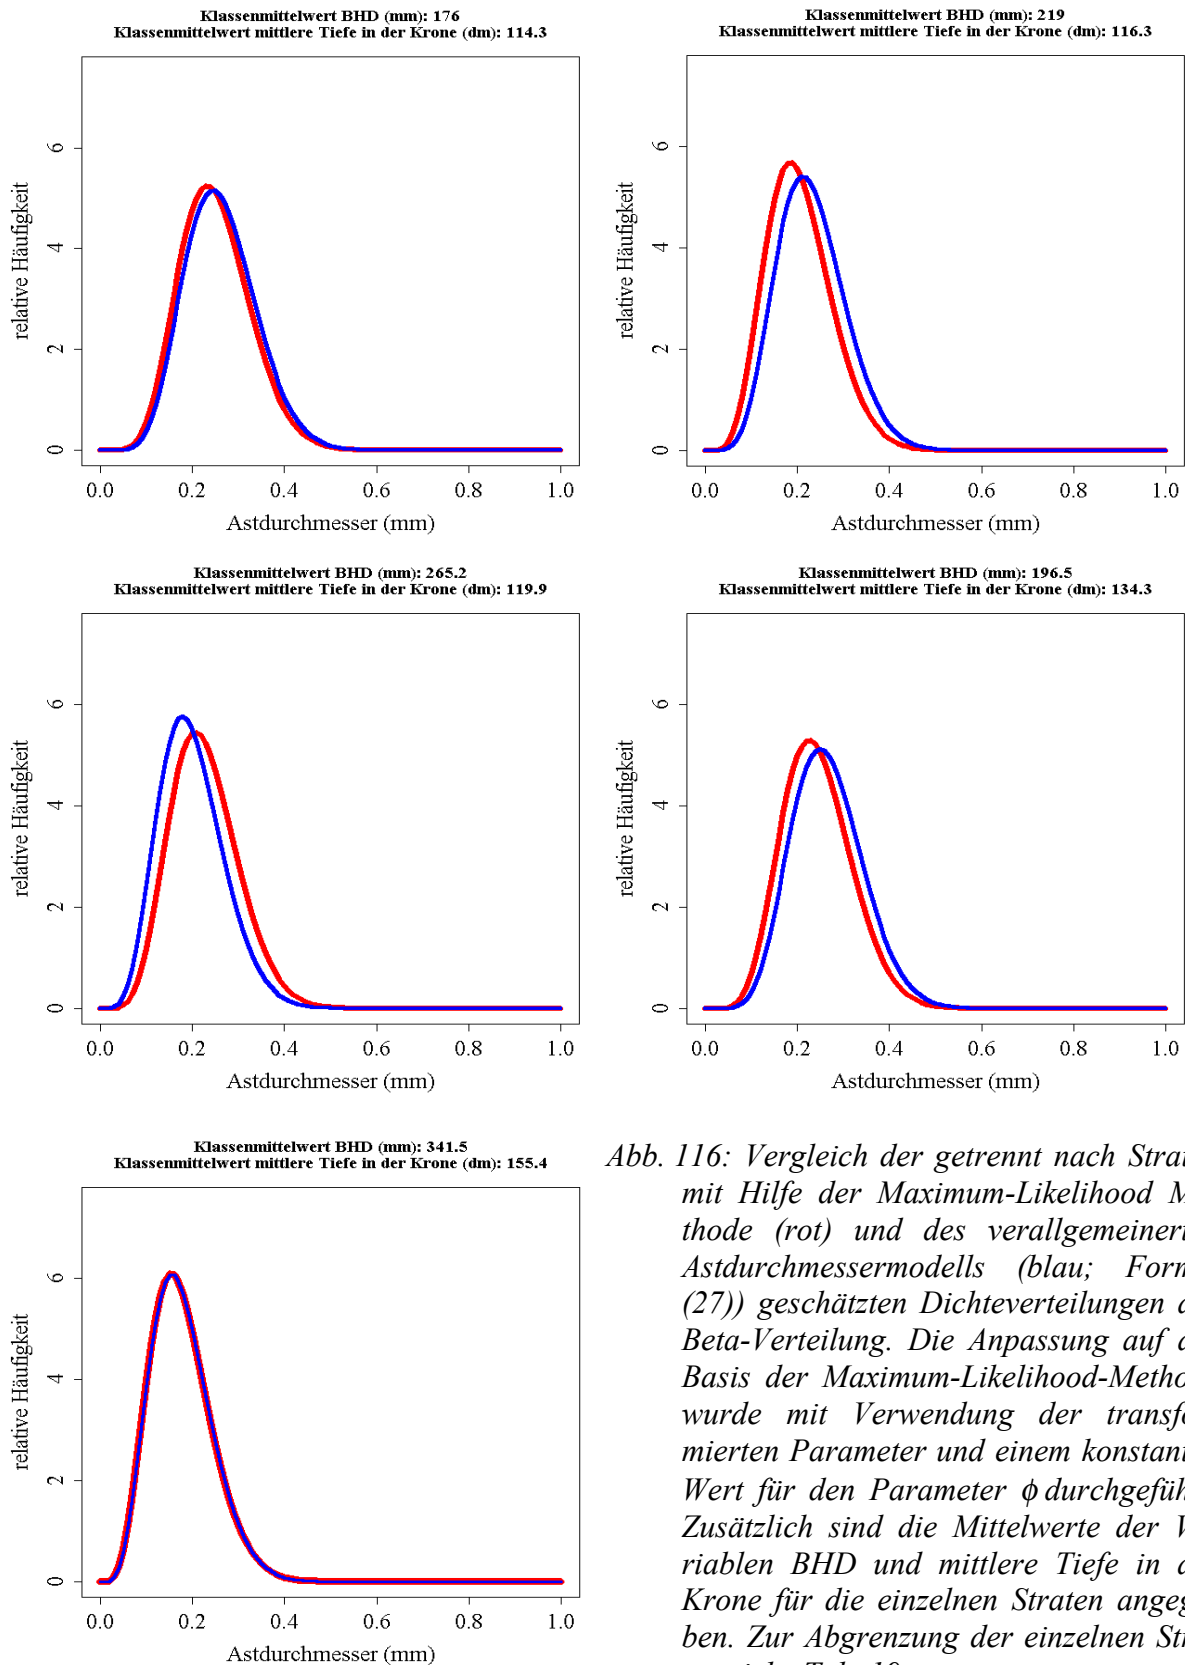 Klassenmittelwert BHD (mm): 176
Klassenmittelwert mittlere Tiefe in der Krone (dm): 114.3
relative Häufigkeit
0 2 4 6
0.0 0.2 0.4 0.6 0.8 1.0
Astdurchmesser (mm)
Klassenmittelwert BHD (mm): 219
Klassenmittelwert mittlere Tiefe in der Krone (dm): 116.3
relative Häufigkeit
0 2 4 6
0.0 0.2 0.4 0.6 0.8 1.0
Astdurchmesser (mm)
Klassenmittelwert BHD (mm): 265.2
Klassenmittelwert mittlere Tiefe in der Krone (dm): 119.9
relative Häufigkeit
0 2 4 6
0.0 0.2 0.4 0.6 0.8 1.0
Astdurchmesser (mm)
Klassenmittelwert BHD (mm): 196.5
Klassenmittelwert mittlere Tiefe in der Krone (dm): 134.3
relative Häufigkeit
0 2 4 6
0.0 0.2 0.4 0.6 0.8 1.0
Astdurchmesser (mm)
Klassenmittelwert BHD (mm): 341.5
Klassenmittelwert mittlere Tiefe in der Krone (dm): 155.4
relative Häufigkeit
0 2 4 6
0.0 0.2 0.4 0.6 0.8 1.0
Astdurchmesser (mm)
Abb. 116: Vergleich der getrennt nach Strat
mit Hilfe der Maximum-Likelihood M
thode (rot) und des verallgemeinert
Astdurchmessermodells (blau; Form
(27)) geschätzten Dichteverteilungen d
Beta-Verteilung. Die Anpassung auf d
Basis der Maximum-Likelihood-Metho
wurde mit Verwendung der transfo
mierten Parameter und einem konstant
Wert für den Parameter ϕ durchgefüh
Zusätzlich sind die Mittelwerte der V
riablen BHD und mittlere Tiefe in d
Krone für die einzelnen Straten angeg
ben. Zur Abgrenzung der einzelnen Str